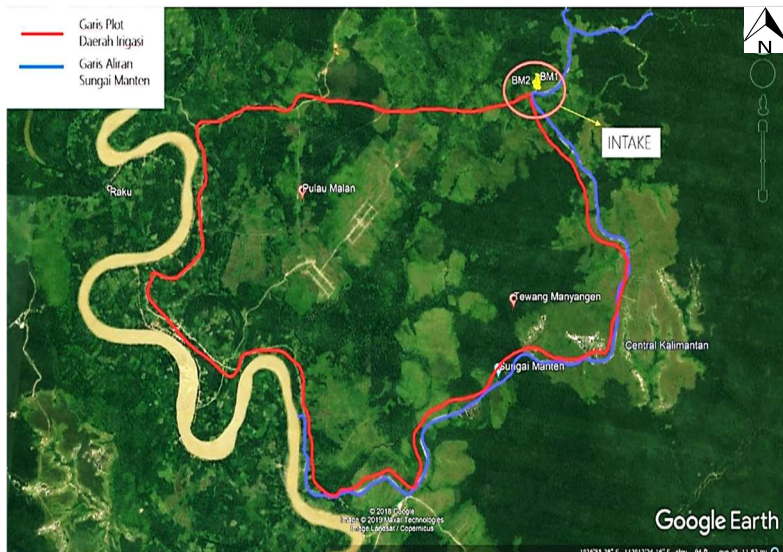 Garis Plot
Daerah Irigasi
Garis Aliran
Sungai Manten
N
BM2
BM1
INTAKE
Raku
Pulau Malan
Tewang Manyangen
Central Kalimantan
Sungai Manten
© 2018 Google
Image © 2019 Maxar Technologies
Image Landsat / Copernicus
Google Earth